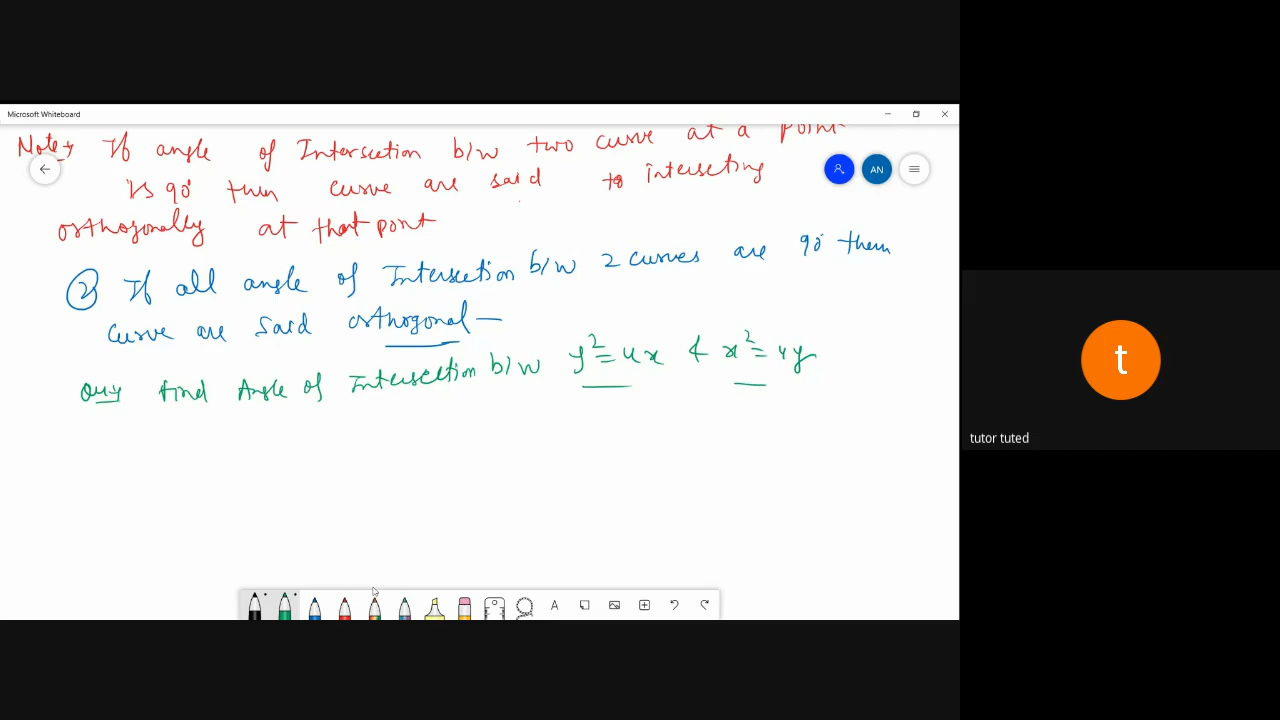 Microsoft Whiteboard
Note → If angle of Intersection b/w two curve at a point
is 90° then curve are said to interseting
AN
orthogonally at that point
② If all angle of Intersection b/w 2 curves are 90° then
curve are said orthogonal —
Ques → find Angle of Intersection b/w y²=4x & x²=4y
t
tutor tuted
A